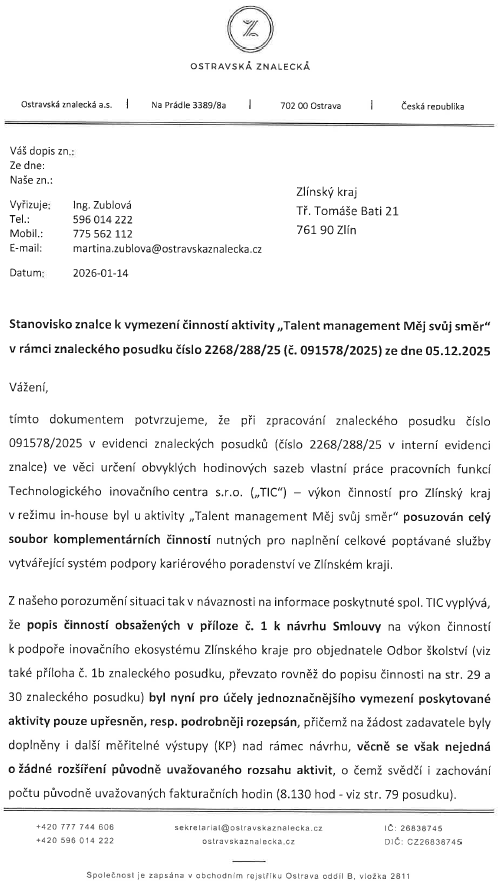 OSTRAVSKÁ ZNALECKÁ
Ostravská znalecká a.s. | Na Prádle 3389/8a | 702 00 Ostrava | Česká republika
Váš dopis zn.:
Ze dne:
Naše zn.:
Vyřizuje: Ing. Zublová
Tel.: 596 014 222
Mobil.: 775 562 112
E-mail: martina.zublova@ostravskaznalecka.cz
Datum: 2026-01-14
Zlínský kraj
Tř. Tomáše Bati 21
761 90 Zlín
Stanovisko znalce k vymezení činností aktivity „Talent management Měj svůj směr“
v rámci znaleckého posudku číslo 2268/288/25 (č. 091578/2025) ze dne 05.12.2025
Vážení,
tímto dokumentem potvrzujeme, že při zpracování znaleckého posudku číslo
091578/2025 v evidenci znaleckých posudků (číslo 2268/288/25 v interní evidenci
znalce) ve věci určení obvyklých hodinových sazeb vlastní práce pracovních funkcí
Technologického inovačního centra s.r.o. („TIC“) – výkon činností pro Zlínský kraj
v režimu in-house byl u aktivity „Talent management Měj svůj směr“ posuzován celý
soubor komplementárních činností nutných pro naplnění celkové poptávané služby
vytvářející systém podpory kariérového poradenství ve Zlínském kraji.
Z našeho porozumění situaci tak v návaznosti na informace poskytnuté spol. TIC vyplývá,
že popis činností obsažených v příloze č. 1 k návrhu Smlouvy na výkon činností
k podpoře inovačního ekosystému Zlínského kraje pro objednatele Odbor školství (viz
také příloha č. 1b znaleckého posudku, převzato rovněž do popisu činnosti na str. 29 a
30 znaleckého posudku) byl nyní pro účely jednoznačnějšího vymezení poskytované
aktivity pouze upřesněn, resp. podrobněji rozepsán, přičemž na žádost zadavatele byly
doplněny i další měřitelné výstupy (KP) nad rámec návrhu, věcně se však nejedná
o žádné rozšíření původně uvažovaného rozsahu aktivit, o čemž svědčí i zachování
počtu původně uvažovaných fakturačních hodin (8.130 hod - viz str. 79 posudku).
+420 777 744 606 sekretariat@ostravskaznalecka.cz IČ: 26838745
+420 596 014 222 ostravskaznalecka.cz DIČ: CZ26838745
Společnost je zapsána v obchodním rejstříku Ostrava oddíl B, vložka 2811